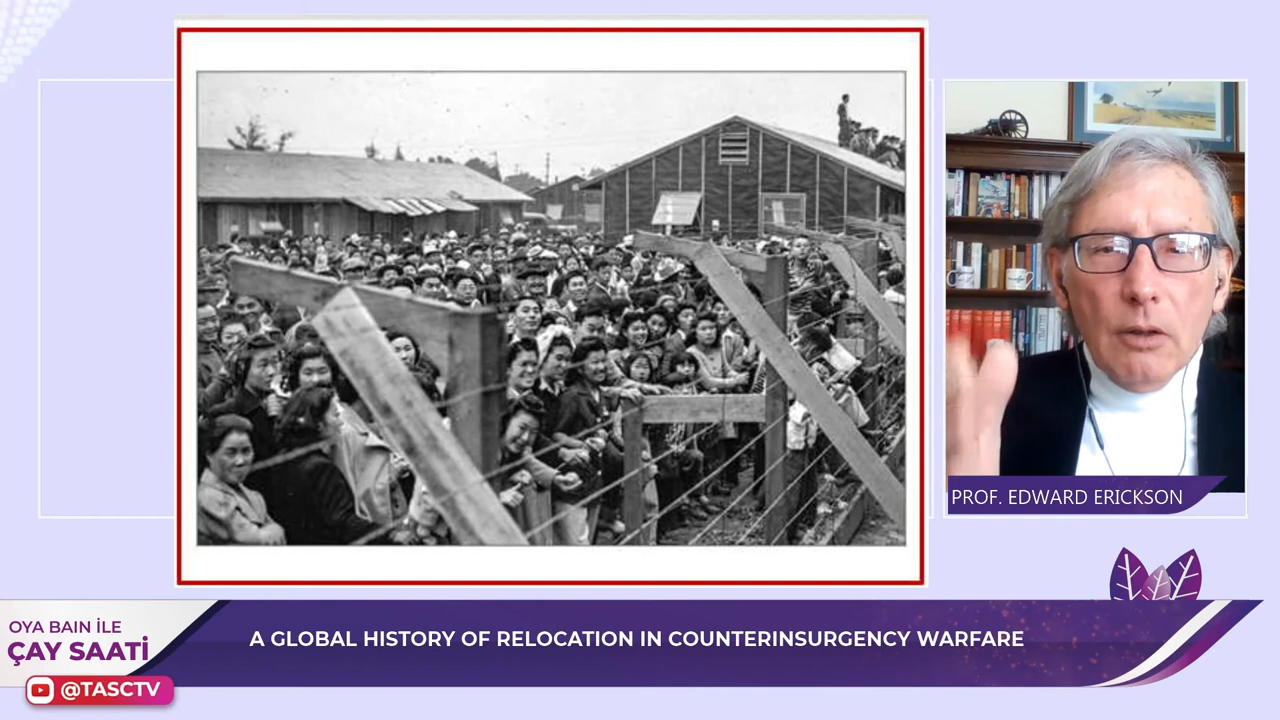 PROF. EDWARD ERICKSON
OYA BAIN İLE
ÇAY SAATİ
A GLOBAL HISTORY OF RELOCATION IN COUNTERINSURGENCY WARFARE
@TASCTV